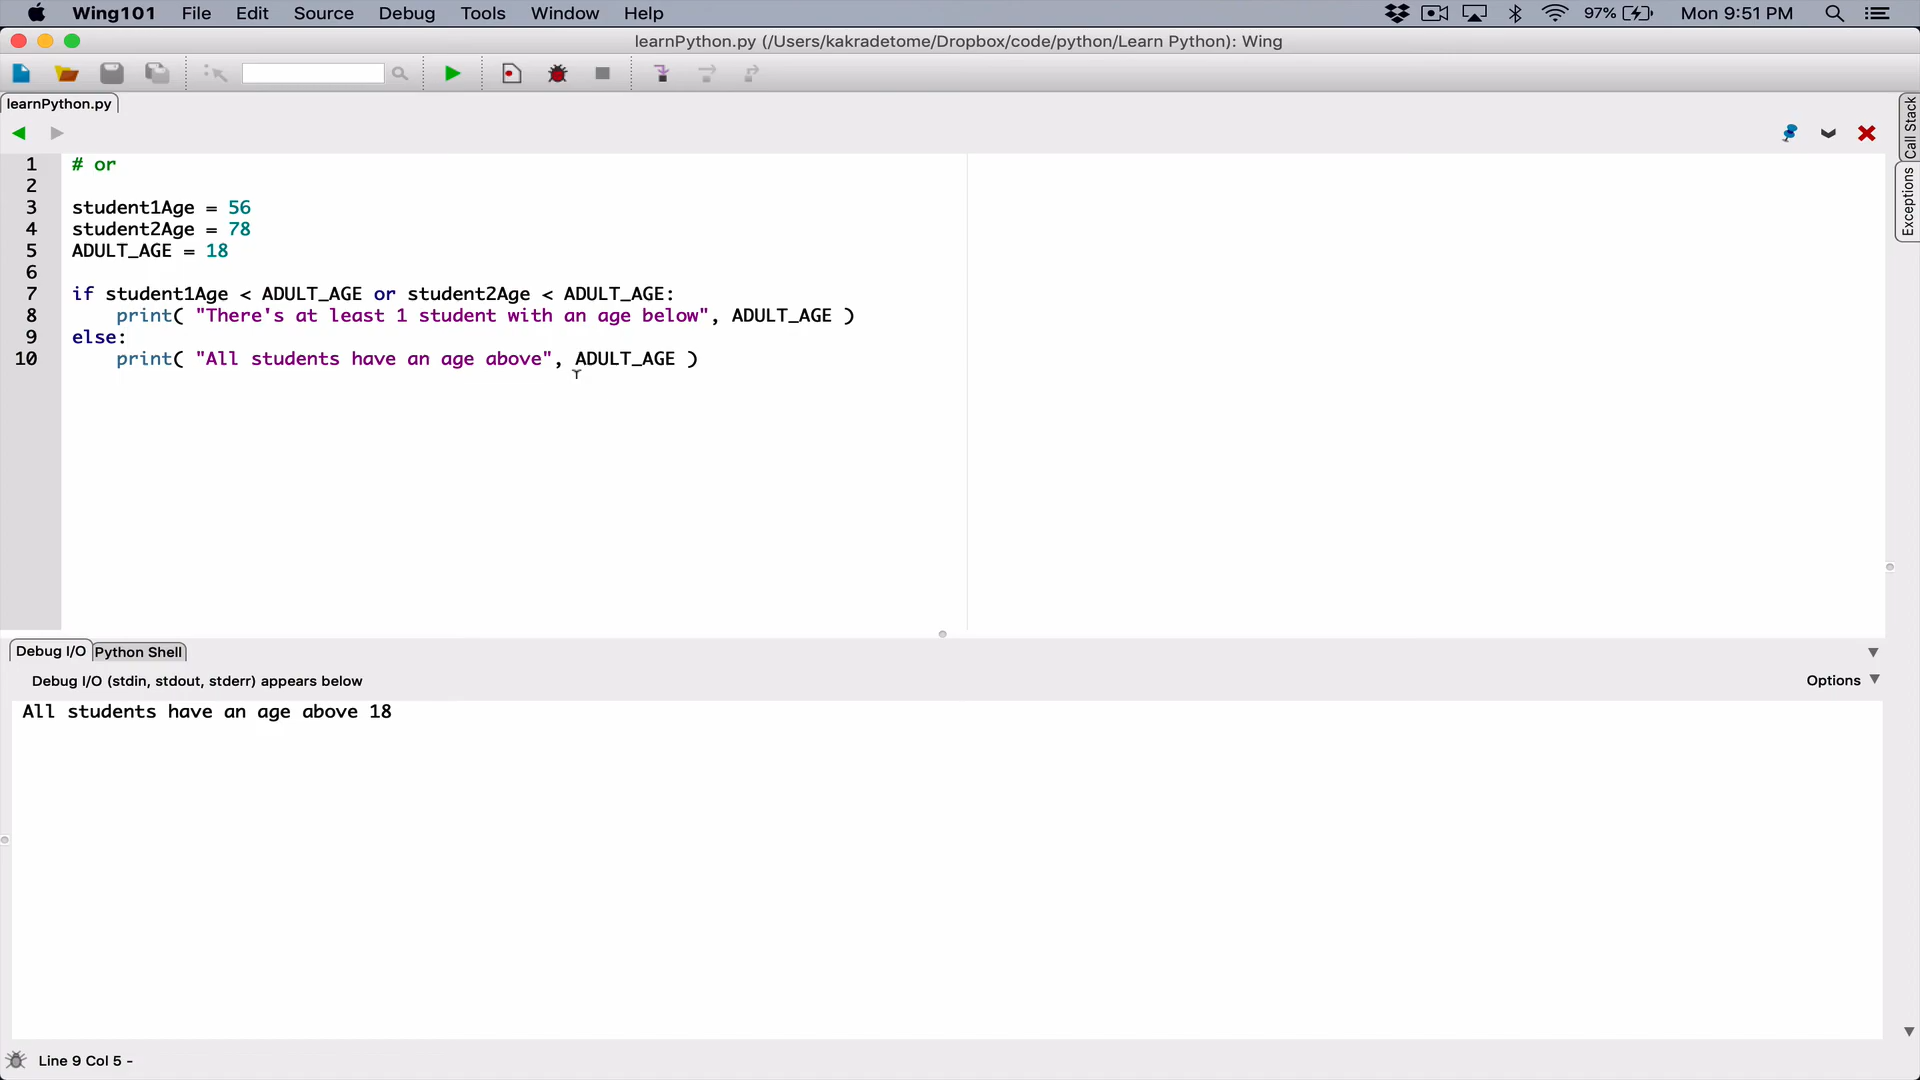 Wing101 File Edit Source Debug Tools Window Help 97% Mon 9:51 PM
learnPython.py (/Users/kakradetome/Dropbox/code/python/Learn Python): Wing
learnPython.py
Call Stack
Exceptions
1 # or
2
3 student1Age = 56
4 student2Age = 78
5 ADULT_AGE = 18
6
7 if student1Age < ADULT_AGE or student2Age < ADULT_AGE:
8 print( "There's at least 1 student with an age below", ADULT_AGE )
9 else:
10 print( "All students have an age above", ADULT_AGE )
Debug I/O Python Shell
Debug I/O (stdin, stdout, stderr) appears below Options
All students have an age above 18
Line 9 Col 5 -